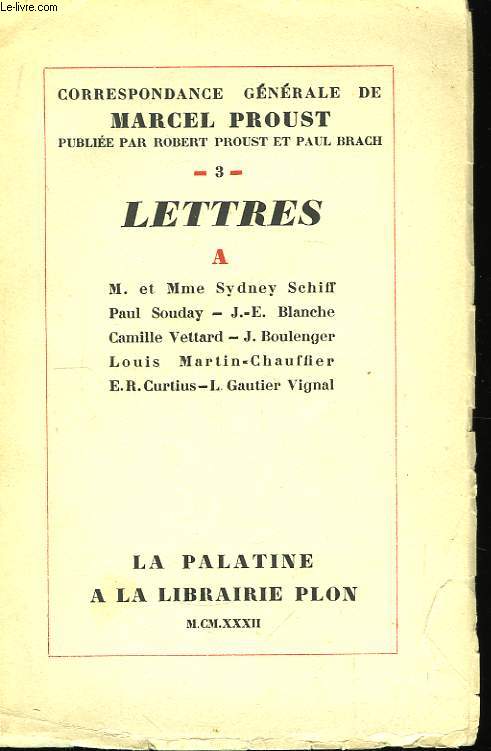 Le-livre.com
CORRESPONDANCE GÉNÉRALE DE
MARCEL PROUST
PUBLIÉE PAR ROBERT PROUST ET PAUL BRACH
– 3 –
LETTRES
A
M. et Mme Sydney Schiff
Paul Souday – J.-E. Blanche
Camille Vettard – J. Boulenger
Louis Martin-Chauffier
E.R. Curtius – L. Gautier Vignal
LA PALATINE
A LA LIBRAIRIE PLON
M.CM.XXXII